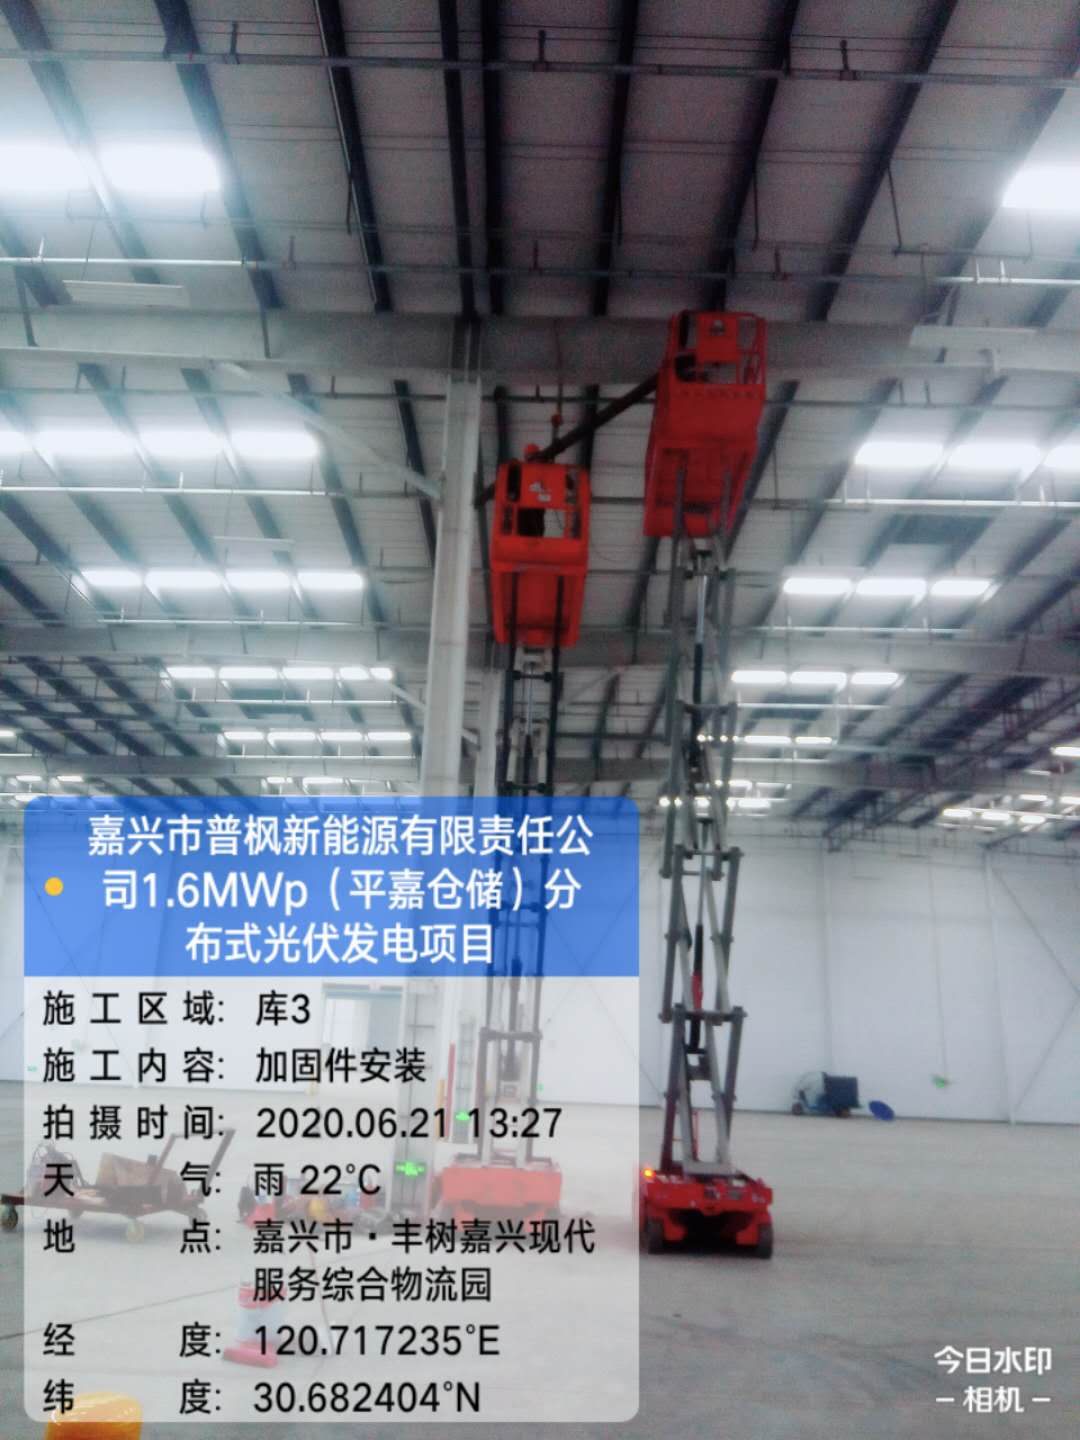 嘉兴市普枫新能源有限责任公
司1.6MWp（平嘉仓储）分
布式光伏发电项目
施工区域: 库3
施工内容: 加固件安装
拍摄时间: 2020.06.21 13:27
天气: 雨 22°C
地点: 嘉兴市·丰树嘉兴现代
服务综合物流园
经度: 120.717235°E
纬度: 30.682404°N
今日水印
-相机-